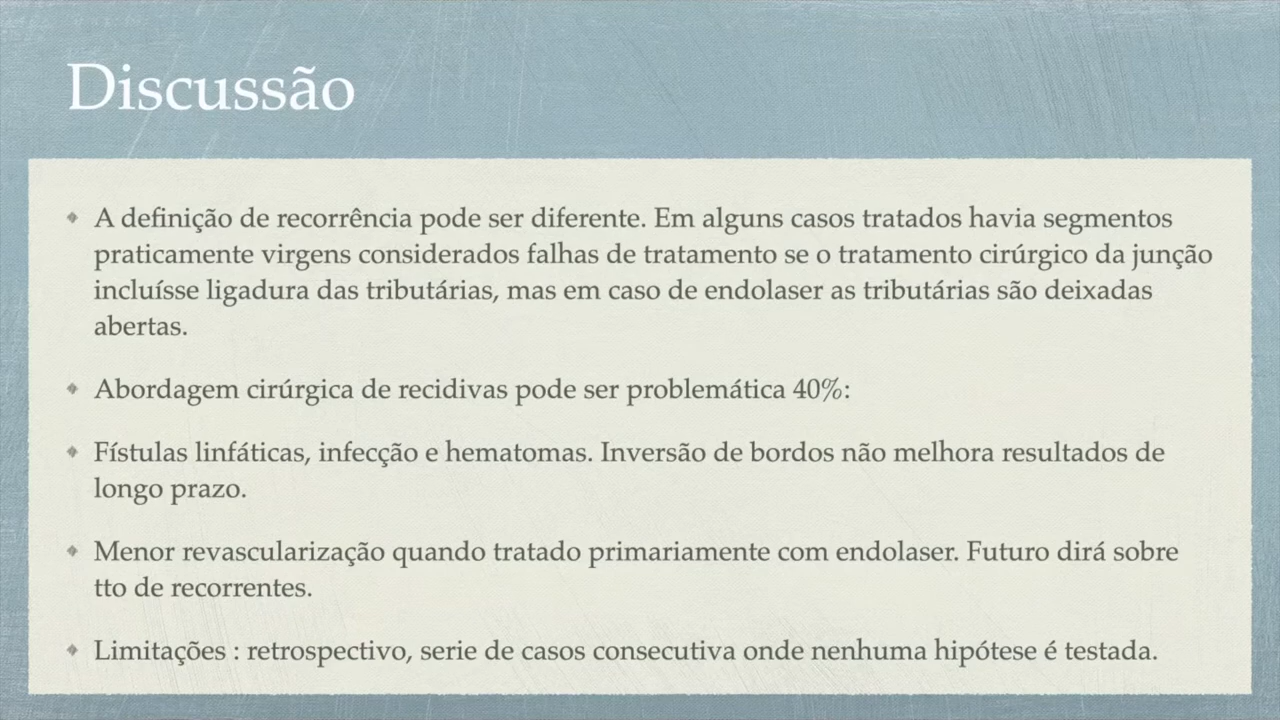 Discussão
A definição de recorrência pode ser diferente. Em alguns casos tratados havia segmentos
praticamente virgens considerados falhas de tratamento se o tratamento cirúrgico da junção
incluísse ligadura das tributárias, mas em caso de endolaser as tributárias são deixadas
abertas.
Abordagem cirúrgica de recidivas pode ser problemática 40%:
Fístulas linfáticas, infecção e hematomas. Inversão de bordos não melhora resultados de
longo prazo.
Menor revascularização quando tratado primariamente com endolaser. Futuro dirá sobre
tto de recorrentes.
Limitações : retrospectivo, serie de casos consecutiva onde nenhuma hipótese é testada.